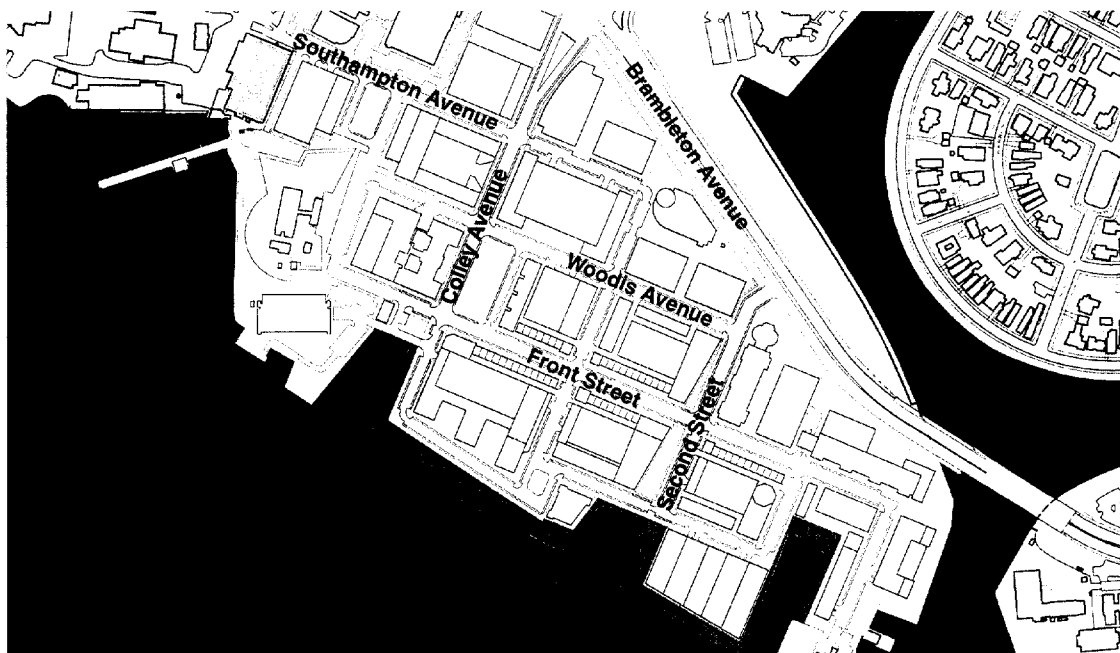 Southampton Avenue
Brambleton Avenue
Colley Avenue
Woodis Avenue
Front Street
Second Street